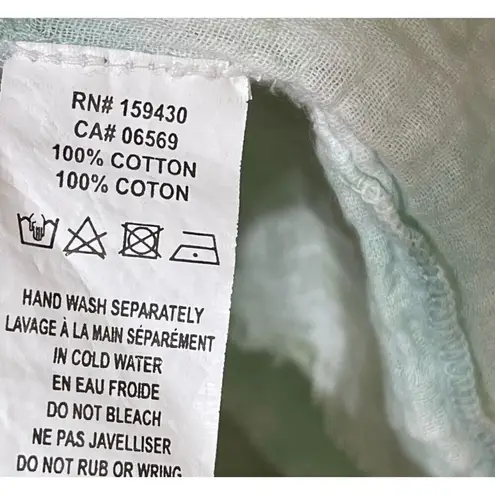 RN# 159430
CA# 06569
100% COTTON
100% COTON
HAND WASH SEPARATELY
LAVAGE À LA MAIN SÉPARÉMENT
IN COLD WATER
EN EAU FROIDE
DO NOT BLEACH
NE PAS JAVELLISER
DO NOT RUB OR WRING